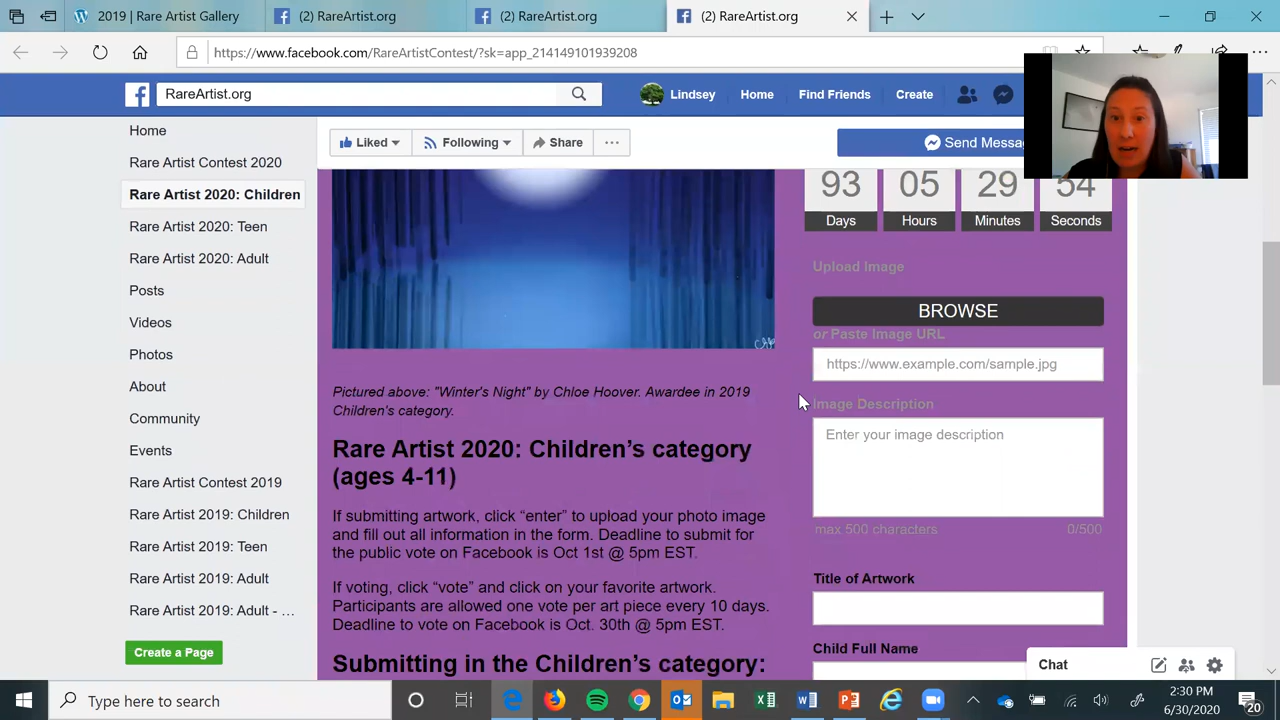 2019 | Rare Artist Gallery
(2) RareArtist.org
(2) RareArtist.org
(2) RareArtist.org
https://www.facebook.com/RareArtistContest/?sk=app_214149101939208
RareArtist.org
Lindsey
Home
Find Friends
Create
Home
Rare Artist Contest 2020
Rare Artist 2020: Children
Rare Artist 2020: Teen
Rare Artist 2020: Adult
Posts
Videos
Photos
About
Community
Events
Rare Artist Contest 2019
Rare Artist 2019: Children
Rare Artist 2019: Teen
Rare Artist 2019: Adult
Rare Artist 2019: Adult - ...
Create a Page
Liked
Following
Share
Send Messa
Pictured above: "Winter's Night" by Chloe Hoover. Awardee in 2019
Children's category.
Rare Artist 2020: Children’s category
(ages 4-11)
If submitting artwork, click “enter” to upload your photo image
and fill out all information in the form. Deadline to submit for
the public vote on Facebook is Oct 1st @ 5pm EST.
If voting, click “vote” and click on your favorite artwork.
Participants are allowed one vote per art piece every 10 days.
Deadline to vote on Facebook is Oct. 30th @ 5pm EST.
Submitting in the Children’s category:
93 05 29 54
Days Hours Minutes Seconds
Upload Image
BROWSE
or Paste Image URL
https://www.example.com/sample.jpg
Image Description
Enter your image description
max 500 characters 0/500
Title of Artwork
Child Full Name
Chat
Type here to search
2:30 PM
6/30/2020
20